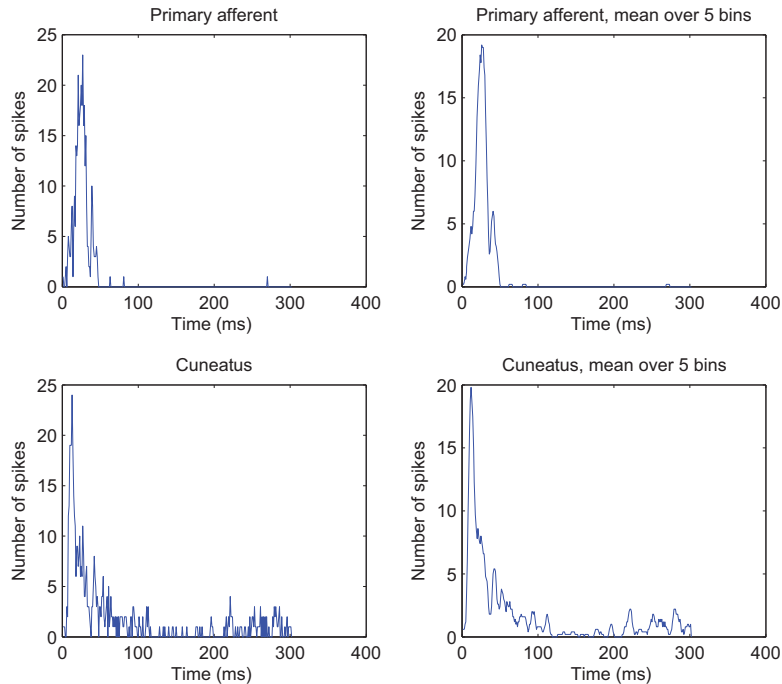 Primary afferent
25
20
15
10
5
0
Number of spikes
0 100 200 300 400
Time (ms)
Primary afferent, mean over 5 bins
20
15
10
5
0
Number of spikes
0 100 200 300 400
Time (ms)
Cuneatus
25
20
15
10
5
0
Number of spikes
0 100 200 300 400
Time (ms)
Cuneatus, mean over 5 bins
20
15
10
5
0
Number of spikes
0 100 200 300 400
Time (ms)